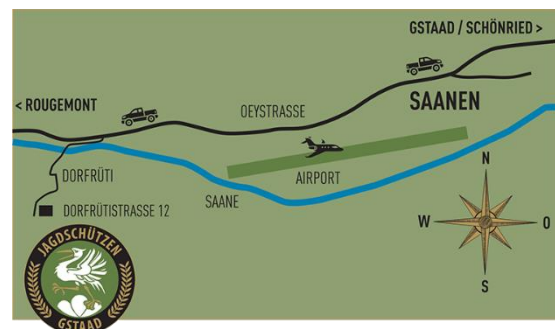 GSTAAD / SCHÖNRIED >
SAANEN
< ROUGEMONT
OEYSTRASSE
DORFRÜTI
AIRPORT
SAANE
DORFRÜTISTRASSE 12
N
W
O
S
JAGDSCHÜTZEN
GSTAAD